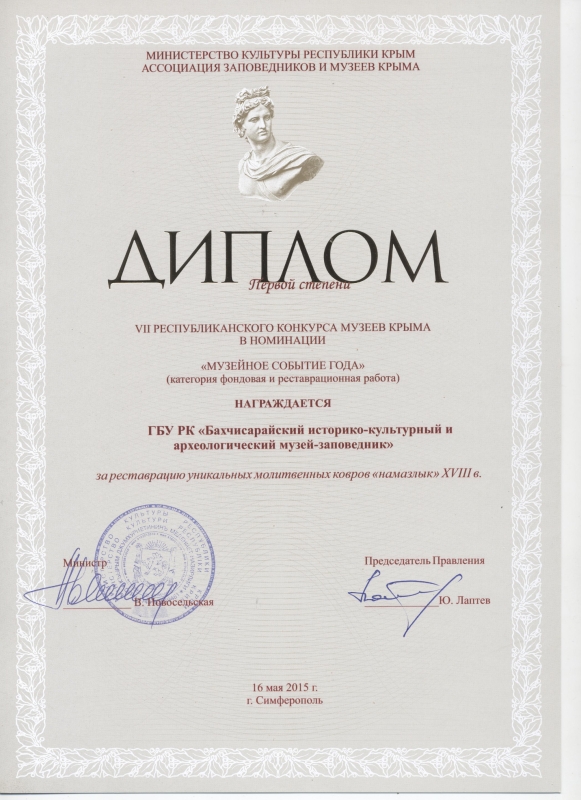 МИНИСТЕРСТВО КУЛЬТУРЫ РЕСПУБЛИКИ КРЫМ
АССОЦИАЦИЯ ЗАПОВЕДНИКОВ И МУЗЕЕВ КРЫМА
ДИПЛОМ
Первой степени
VII РЕСПУБЛИКАНСКОГО КОНКУРСА МУЗЕЕВ КРЫМА
В НОМИНАЦИИ
«МУЗЕЙНОЕ СОБЫТИЕ ГОДА»
(категория фондовая и реставрационная работа)
НАГРАЖДАЕТСЯ
ГБУ РК «Бахчисарайский историко-культурный и
археологический музей-заповедник»
за реставрацию уникальных молитвенных ковров «намазлык» XVIII в.
Министр
В. Новосельская
Председатель Правления
Ю. Лаптев
16 мая 2015 г.
г. Симферополь